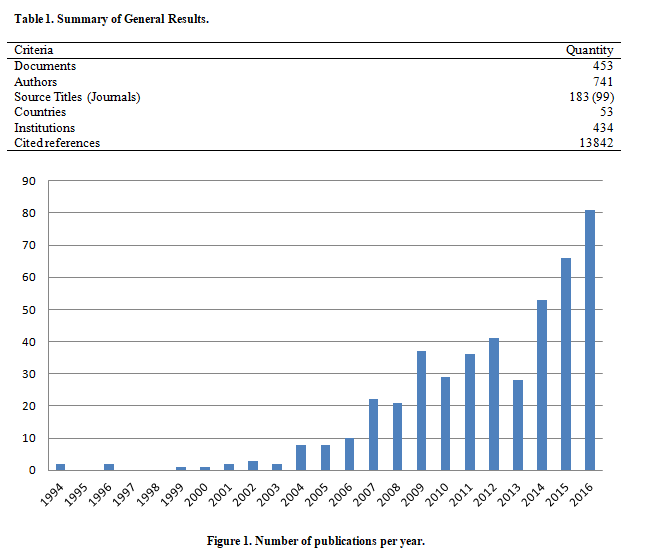 Table 1. Summary of General Results.
Criteria Quantity
Documents 453
Authors 741
Source Titles (Journals) 183 (99)
Countries 53
Institutions 434
Cited references 13842
90
80
70
60
50
40
30
20
10
0
1994 1995 1996 1997 1998 1999 2000 2001 2002 2003 2004 2005 2006 2007 2008 2009 2010 2011 2012 2013 2014 2015 2016
Figure 1. Number of publications per year.